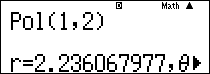 D Math ▲
Pol(1,2)
r=2.236067977,θ▶